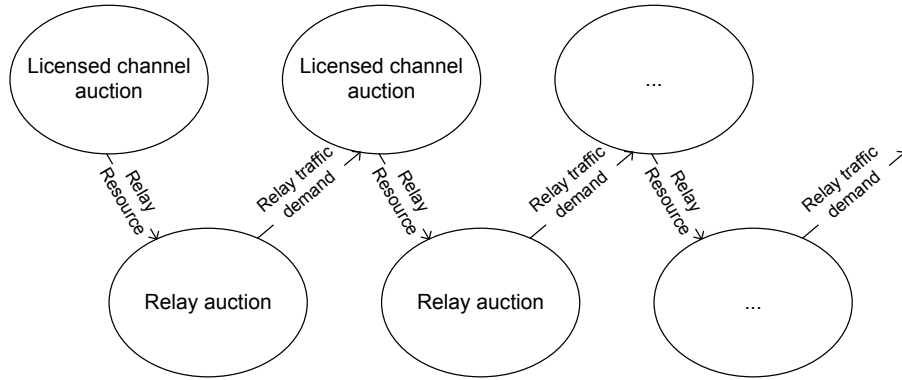 Licensed channel
auction
Licensed channel
auction
...
Relay
Resource
Relay traffic
demand
Relay
Resource
Relay traffic
demand
Relay
Resource
Relay traffic
demand
Relay auction
Relay auction
...